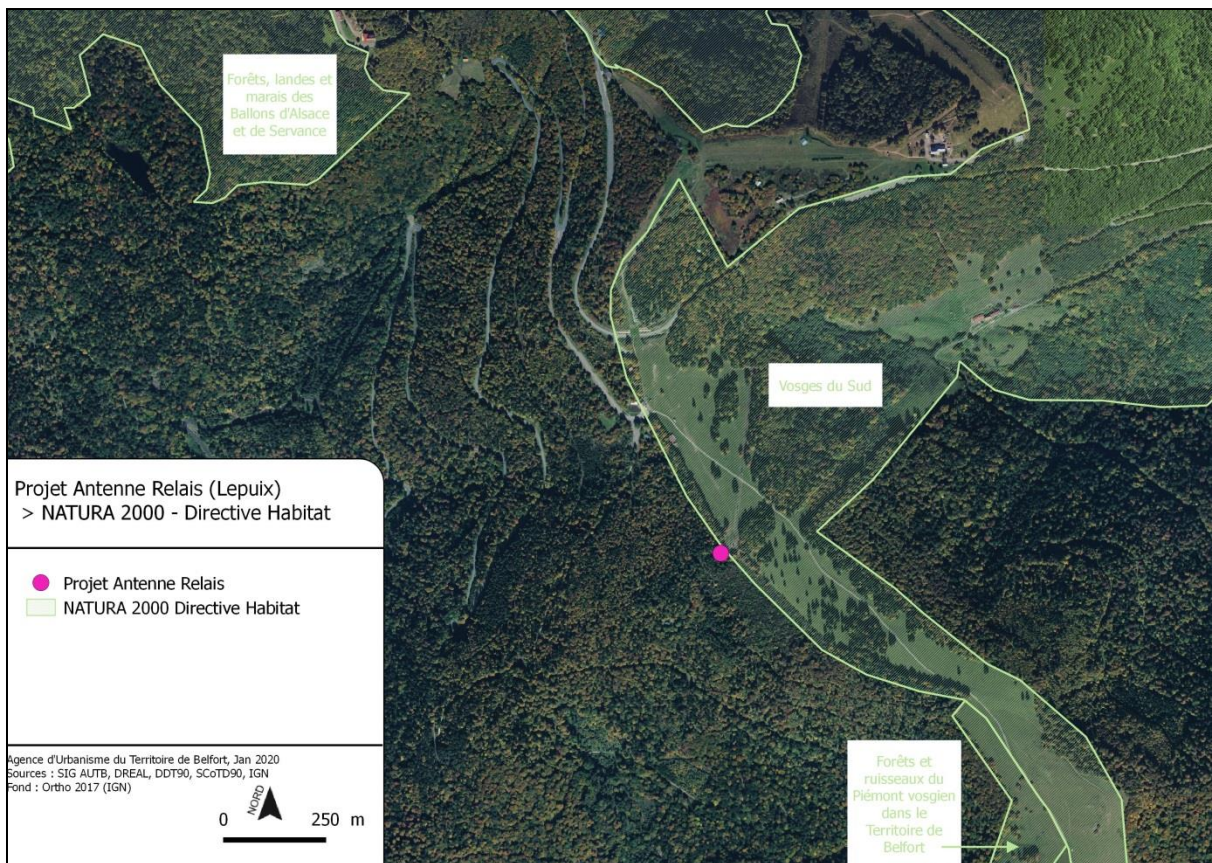 Forêts, landes et
marais des
Ballons d'Alsace
et de Servance
Vosges du Sud
Projet Antenne Relais (Lepuix)
> NATURA 2000 - Directive Habitat
Projet Antenne Relais
NATURA 2000 Directive Habitat
Agence d'Urbanisme du Territoire de Belfort, Jan 2020
Sources : SIG AUTB, DREAL, DDT90, SCoTD90, IGN
Fond : Ortho 2017 (IGN)
NORD
0 250 m
Forêts et
ruisseaux du
Piémont vosgien
dans le
Territoire de
Belfort